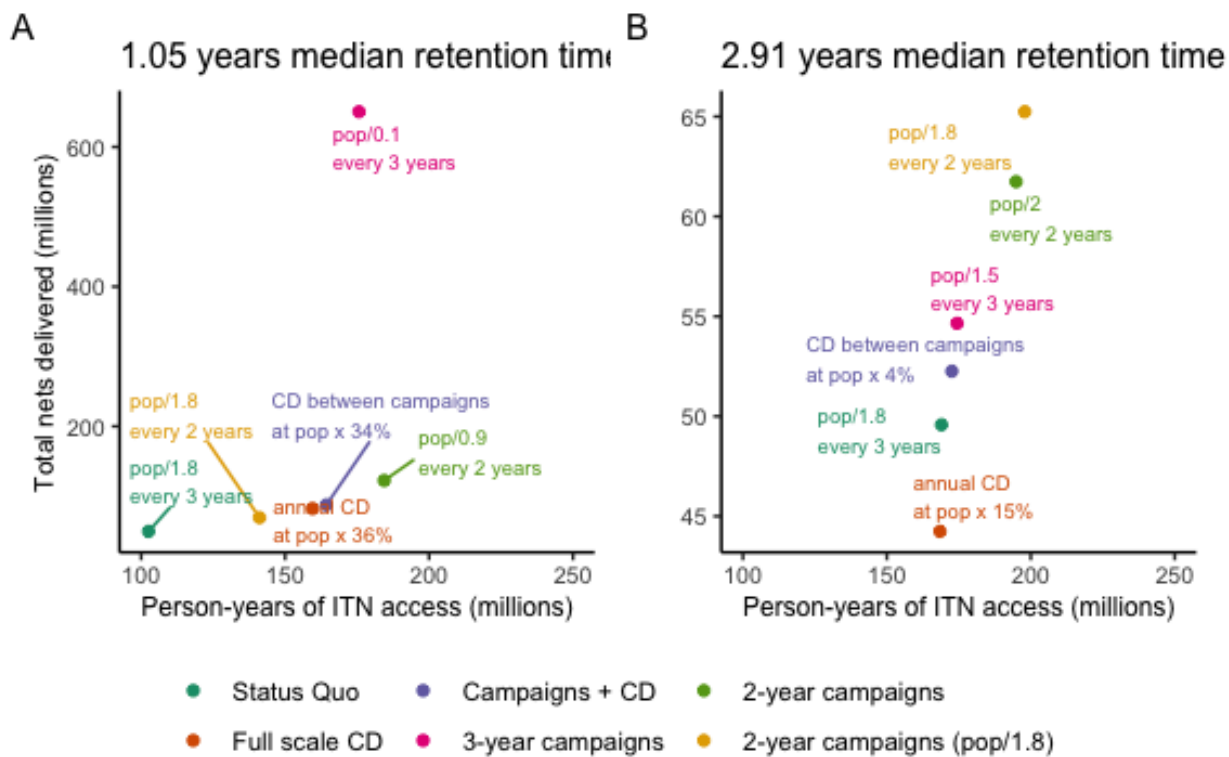 A
1.05 years median retention time
Total nets delivered (millions)
600
400
200
pop/0.1
every 3 years
pop/1.8
every 2 years
CD between campaigns
at pop x 34%
pop/0.9
every 2 years
pop/1.8
every 3 years
annual CD
at pop x 36%
100 150 200 250
Person-years of ITN access (millions)
B
2.91 years median retention time
65
60
55
50
45
pop/1.8
every 2 years
pop/2
every 2 years
pop/1.5
every 3 years
CD between campaigns
at pop x 4%
pop/1.8
every 3 years
annual CD
at pop x 15%
100 150 200 250
Person-years of ITN access (millions)
Status Quo Campaigns + CD 2-year campaigns
Full scale CD 3-year campaigns 2-year campaigns (pop/1.8)